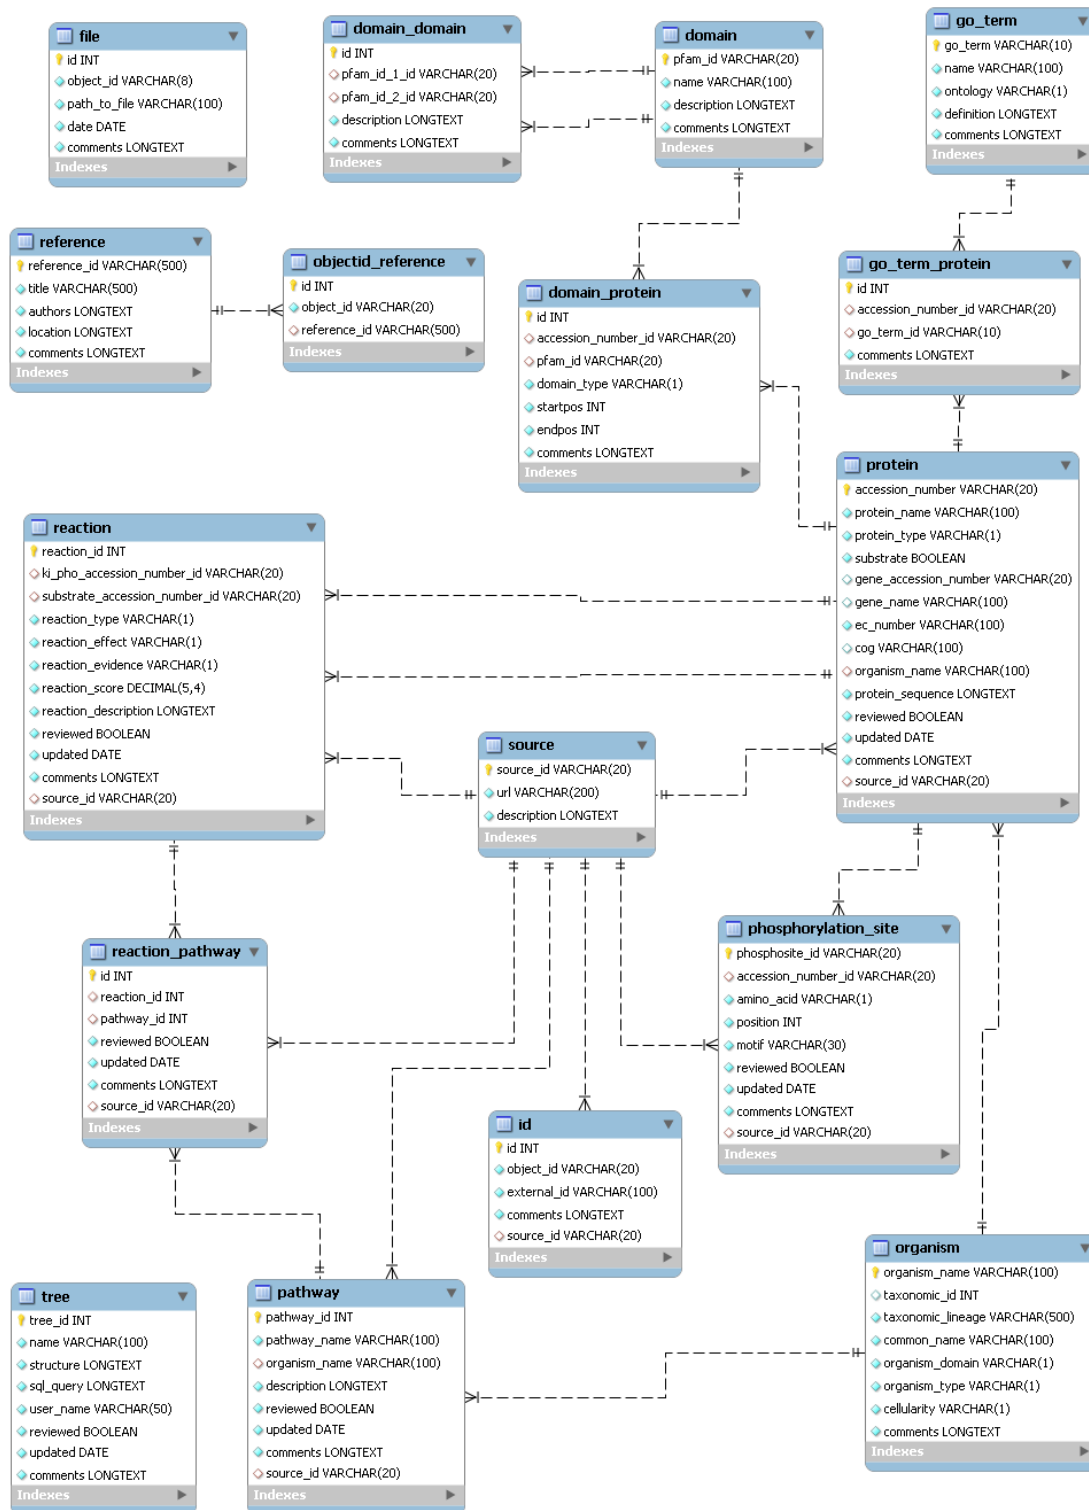 file
id INT
object_id VARCHAR(8)
path_to_file VARCHAR(100)
date DATE
comments LONGTEXT
Indexes
domain_domain
id INT
pfam_id_1_id VARCHAR(20)
pfam_id_2_id VARCHAR(20)
description LONGTEXT
comments LONGTEXT
Indexes
domain
pfam_id VARCHAR(20)
name VARCHAR(100)
description LONGTEXT
comments LONGTEXT
Indexes
go_term
go_term VARCHAR(10)
name VARCHAR(100)
ontology VARCHAR(1)
definition LONGTEXT
comments LONGTEXT
Indexes
reference
reference_id VARCHAR(500)
title VARCHAR(500)
authors LONGTEXT
location LONGTEXT
comments LONGTEXT
Indexes
objectid_reference
id INT
object_id VARCHAR(20)
reference_id VARCHAR(500)
Indexes
domain_protein
id INT
accession_number_id VARCHAR(20)
pfam_id VARCHAR(20)
domain_type VARCHAR(1)
startpos INT
endpos INT
comments LONGTEXT
Indexes
go_term_protein
id INT
accession_number_id VARCHAR(20)
go_term_id VARCHAR(10)
comments LONGTEXT
Indexes
protein
accession_number VARCHAR(20)
protein_name VARCHAR(100)
protein_type VARCHAR(1)
substrate BOOLEAN
gene_accession_number VARCHAR(20)
gene_name VARCHAR(100)
ec_number VARCHAR(100)
cog VARCHAR(100)
organism_name VARCHAR(100)
protein_sequence LONGTEXT
reviewed BOOLEAN
updated DATE
comments LONGTEXT
source_id VARCHAR(20)
Indexes
reaction
reaction_id INT
ki_pho_accession_number_id VARCHAR(20)
substrate_accession_number_id VARCHAR(20)
reaction_type VARCHAR(1)
reaction_effect VARCHAR(1)
reaction_evidence VARCHAR(1)
reaction_score DECIMAL(5,4)
reaction_description LONGTEXT
reviewed BOOLEAN
updated DATE
comments LONGTEXT
source_id VARCHAR(20)
Indexes
source
source_id VARCHAR(20)
url VARCHAR(200)
description LONGTEXT
Indexes
reaction_pathway
id INT
reaction_id INT
pathway_id INT
reviewed BOOLEAN
updated DATE
comments LONGTEXT
source_id VARCHAR(20)
Indexes
phosphorylation_site
phosphosite_id VARCHAR(20)
accession_number_id VARCHAR(20)
amino_acid VARCHAR(1)
position INT
motif VARCHAR(30)
reviewed BOOLEAN
updated DATE
comments LONGTEXT
source_id VARCHAR(20)
Indexes
id
id INT
object_id VARCHAR(20)
external_id VARCHAR(100)
comments LONGTEXT
source_id VARCHAR(20)
Indexes
tree
tree_id INT
name VARCHAR(100)
structure LONGTEXT
sql_query LONGTEXT
user_name VARCHAR(50)
reviewed BOOLEAN
updated DATE
comments LONGTEXT
Indexes
pathway
pathway_id INT
pathway_name VARCHAR(100)
organism_name VARCHAR(100)
description LONGTEXT
reviewed BOOLEAN
updated DATE
comments LONGTEXT
source_id VARCHAR(20)
Indexes
organism
organism_name VARCHAR(100)
taxonomic_id INT
taxonomic_lineage VARCHAR(500)
common_name VARCHAR(100)
organism_domain VARCHAR(1)
organism_type VARCHAR(1)
cellularity VARCHAR(1)
comments LONGTEXT
Indexes